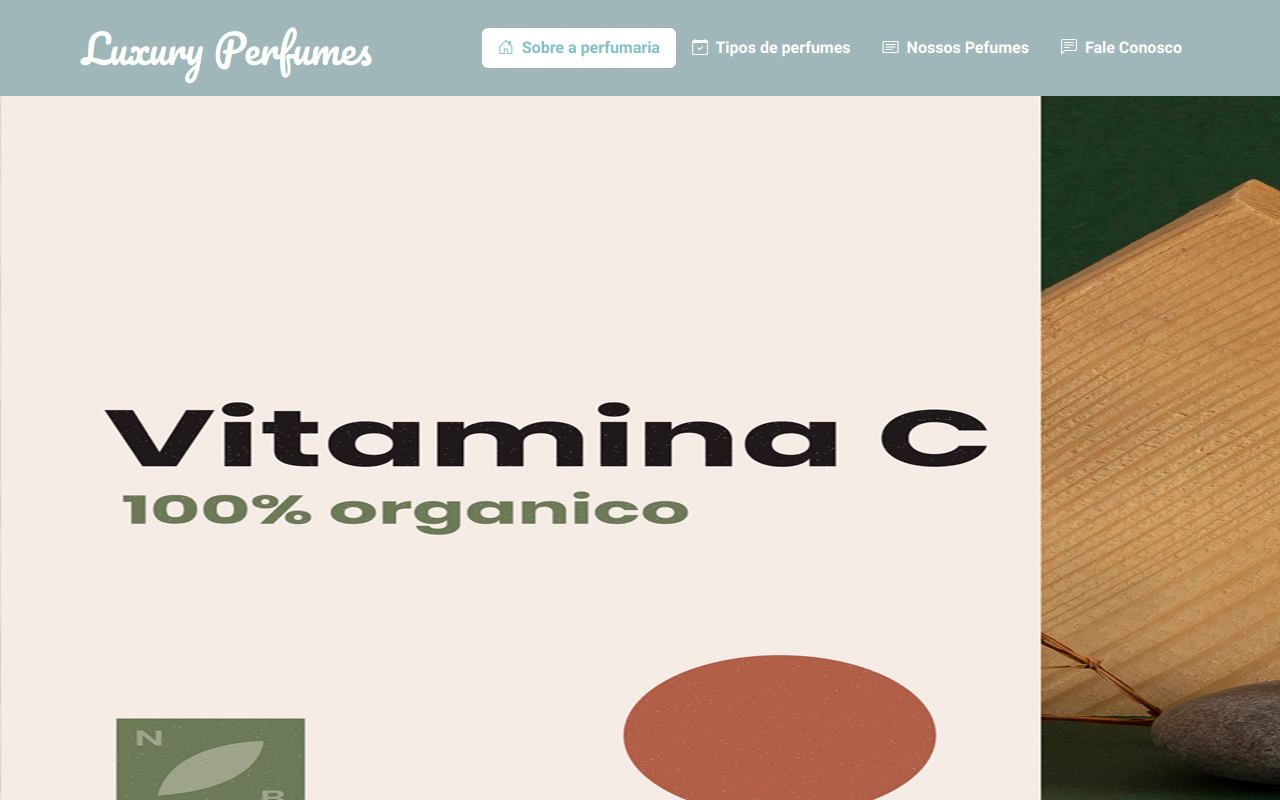 Luxury Perfumes
Sobre a perfumaria
Tipos de perfumes
Nossos Pefumes
Fale Conosco
Vitamina C
100% organico
N
B